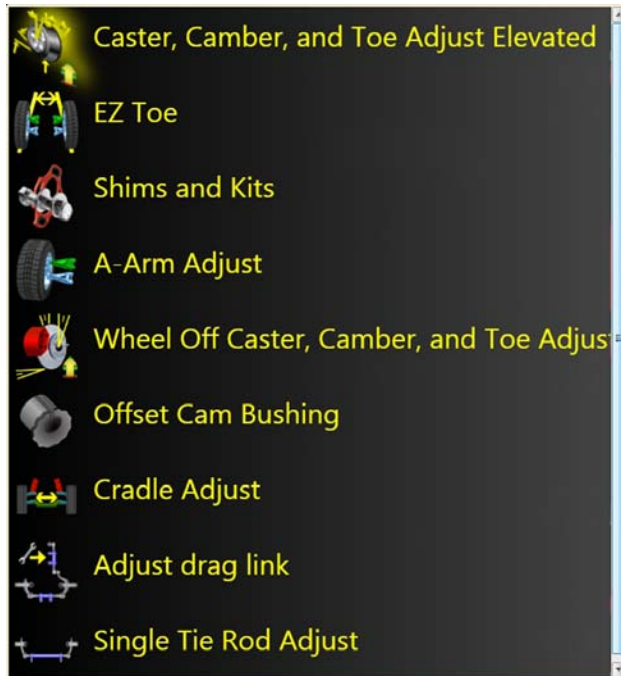 Caster, Camber, and Toe Adjust Elevated
EZ Toe
Shims and Kits
A-Arm Adjust
Wheel Off Caster, Camber, and Toe Adjus
Offset Cam Bushing
Cradle Adjust
Adjust drag link
Single Tie Rod Adjust